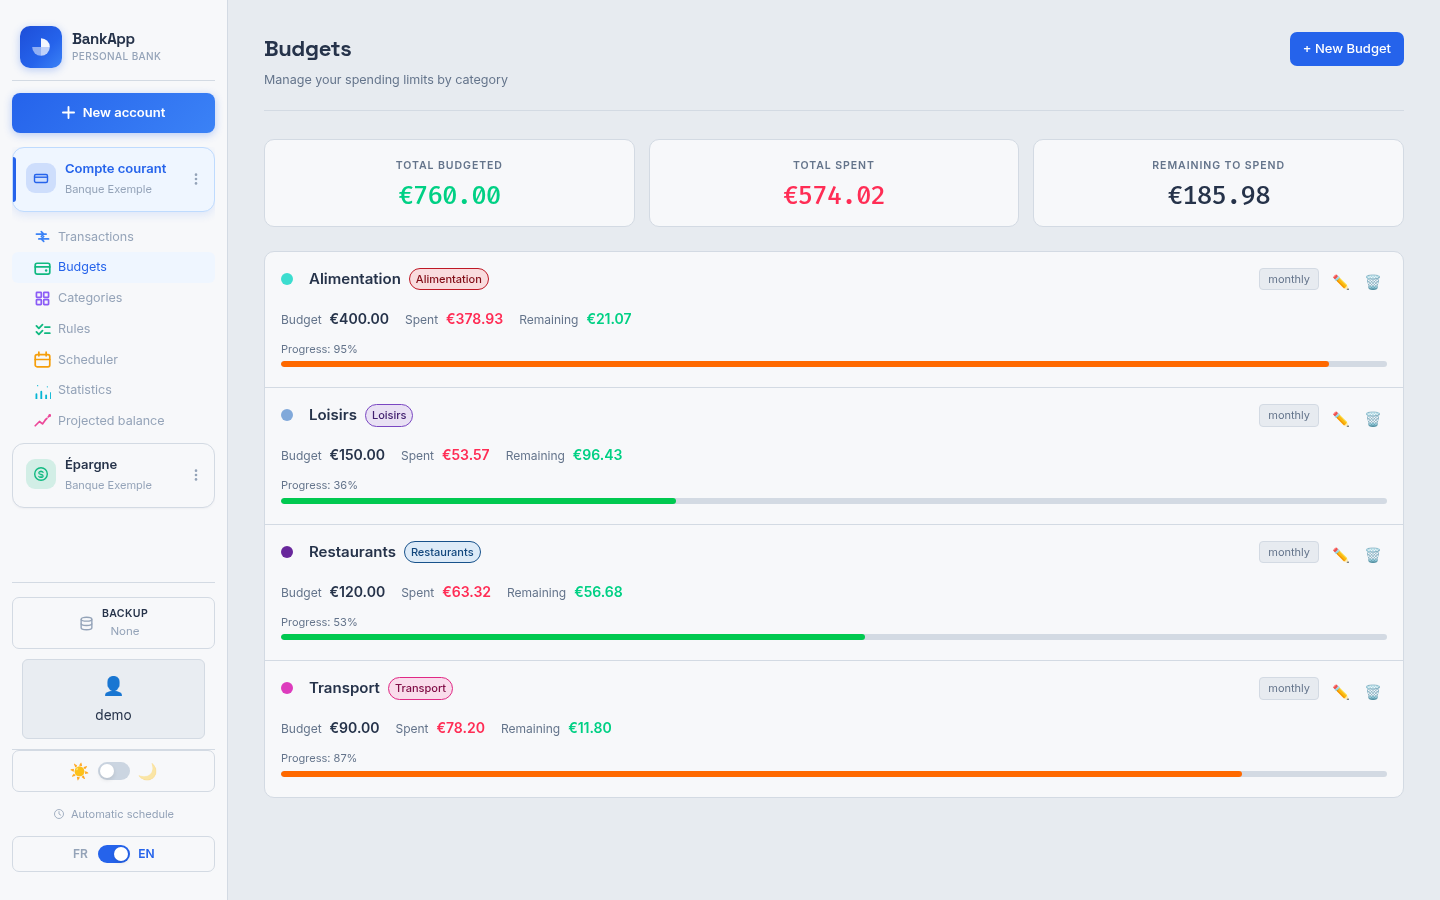 BankApp
PERSONAL BANK
New account
Compte courant
Banque Exemple
Transactions
Budgets
Categories
Rules
Scheduler
Statistics
Projected balance
Épargne
Banque Exemple
BACKUP
None
demo
Automatic schedule
FR EN
Budgets
Manage your spending limits by category
+ New Budget
TOTAL BUDGETED
€760.00
TOTAL SPENT
€574.02
REMAINING TO SPEND
€185.98
Alimentation Alimentation monthly
Budget €400.00 Spent €378.93 Remaining €21.07
Progress: 95%
Loisirs Loisirs monthly
Budget €150.00 Spent €53.57 Remaining €96.43
Progress: 36%
Restaurants Restaurants monthly
Budget €120.00 Spent €63.32 Remaining €56.68
Progress: 53%
Transport Transport monthly
Budget €90.00 Spent €78.20 Remaining €11.80
Progress: 87%